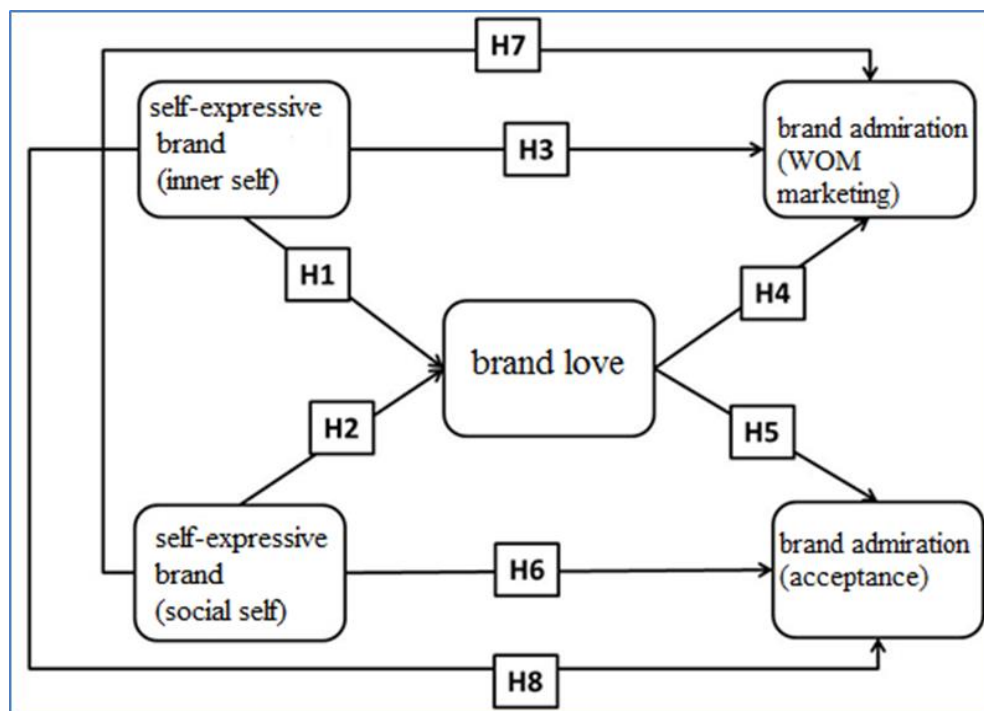 H7
self-expressive
brand
(inner self)
H3
brand admiration
(WOM
marketing)
H1
H4
brand love
H2
H5
self-expressive
brand
(social self)
H6
brand admiration
(acceptance)
H8